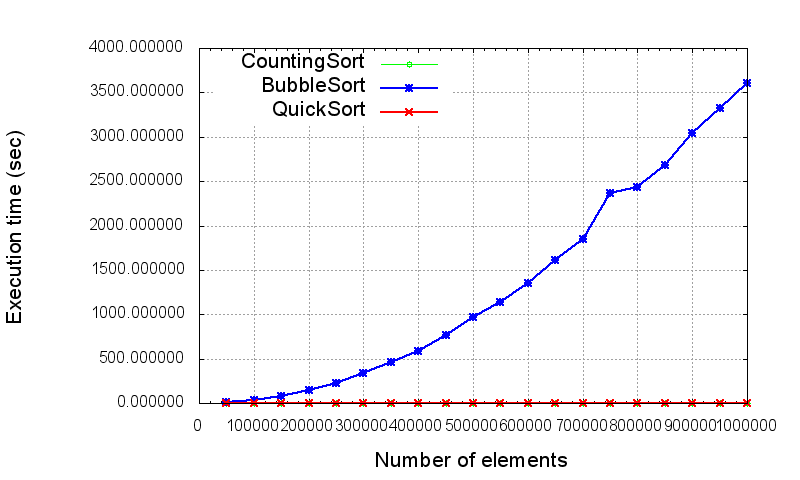 4000.000000
CountingSort
BubbleSort
3500.000000
QuickSort
3000.000000
2500.000000
2000.000000
1500.000000
1000.000000
500.000000
0.000000
Execution time (sec)
0 100000 200000 300000 400000 500000 600000 700000 800000 900000 1000000
Number of elements